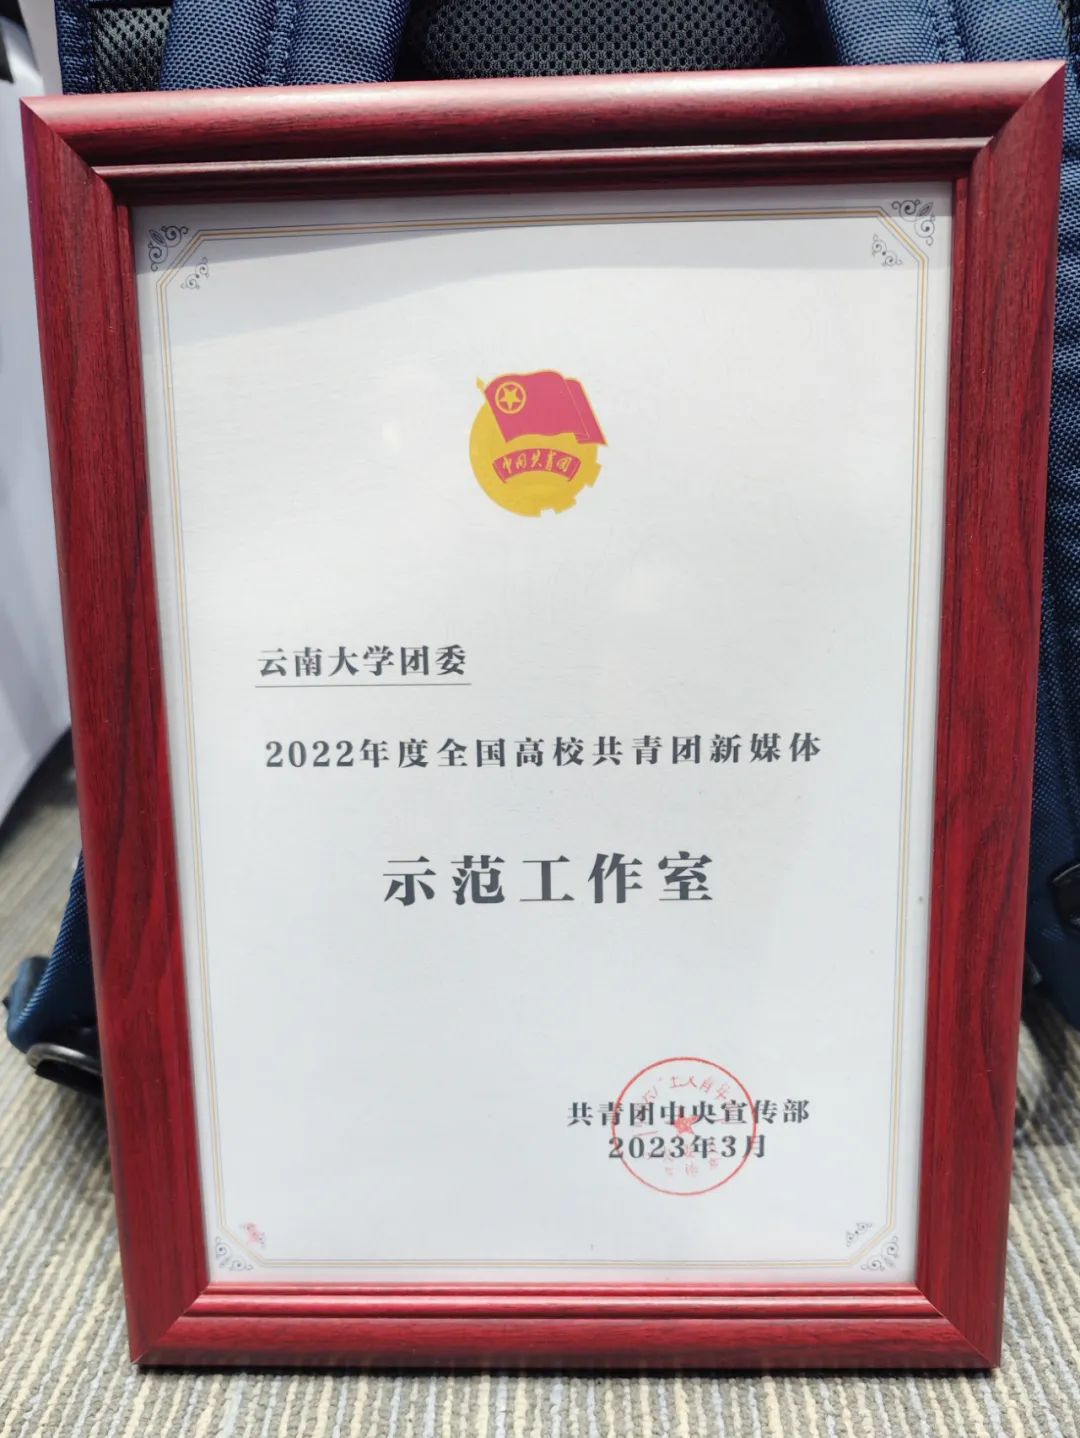 中国共青团
云南大学团委
2022年度全国高校共青团新媒体
示范工作室
共青团中央宣传部
2023年3月